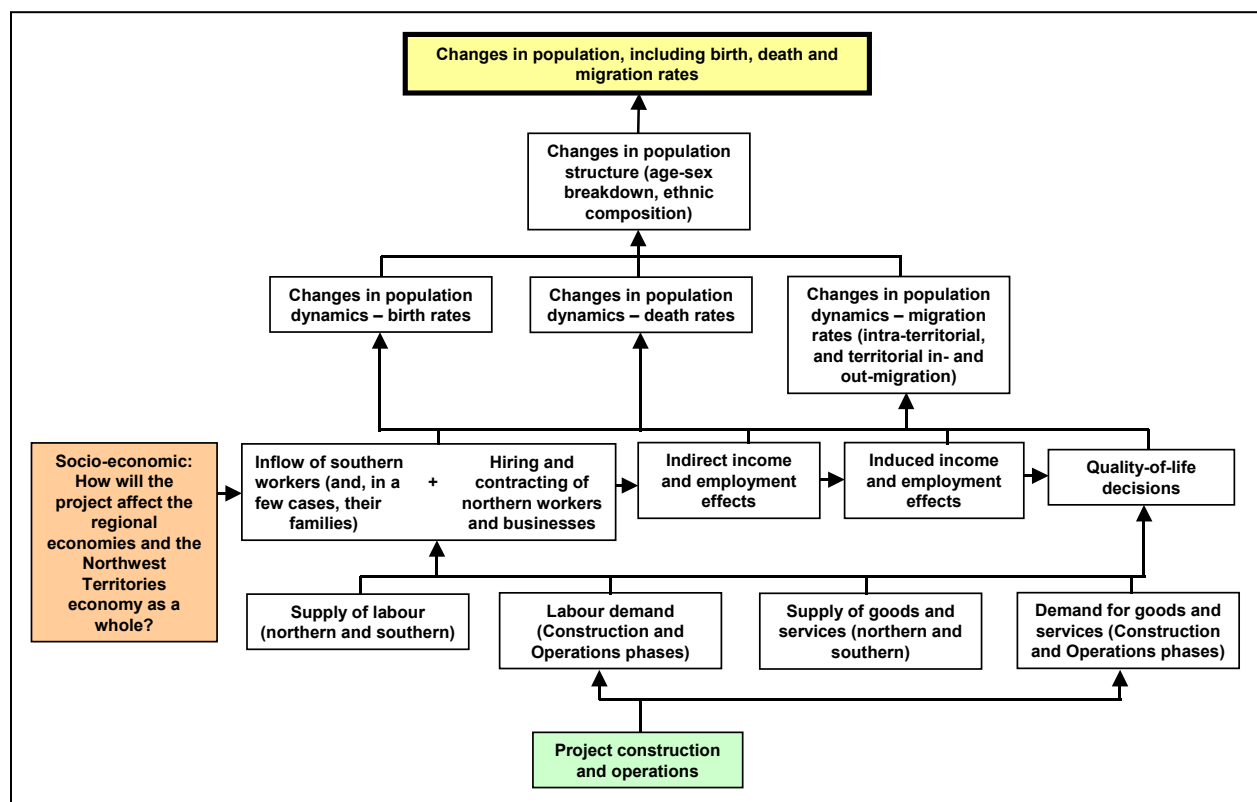 Changes in population, including birth, death and
migration rates
Changes in population
structure (age-sex
breakdown, ethnic
composition)
Changes in population
dynamics – birth rates
Changes in population
dynamics – death rates
Changes in population
dynamics – migration
rates (intra-territorial,
and territorial in- and
out-migration)
Socio-economic:
How will the
project affect the
regional
economies and the
Northwest
Territories
economy as a
whole?
Inflow of southern
workers (and, in a
few cases, their
families)
+
Hiring and
contracting of
northern workers
and businesses
Indirect income
and employment
effects
Induced income
and employment
effects
Quality-of-life
decisions
Supply of labour
(northern and southern)
Labour demand
(Construction and
Operations phases)
Supply of goods and
services (northern and
southern)
Demand for goods and
services (Construction
and Operations phases)
Project construction
and operations